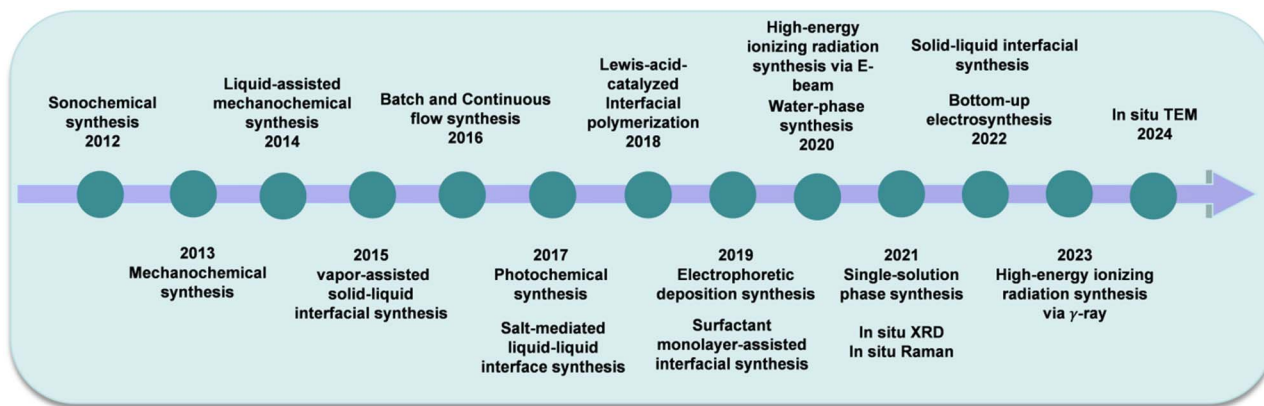 Sonochemical
synthesis
2012
2013
Mechanochemical
synthesis
Liquid-assisted
mechanochemical
synthesis
2014
2015
vapor-assisted
solid-liquid
interfacial synthesis
Batch and Continuous
flow synthesis
2016
2017
Photochemical
synthesis
Salt-mediated
liquid-liquid
interface synthesis
Lewis-acid-
catalyzed
Interfacial
polymerization
2018
2019
Electrophoretic
deposition synthesis
Surfactant
monolayer-assisted
interfacial synthesis
High-energy
ionizing radiation
synthesis via E-
beam
Water-phase
synthesis
2020
2021
Single-solution
phase synthesis
In situ XRD
In situ Raman
Solid-liquid interfacial
synthesis
Bottom-up
electrosynthesis
2022
2023
High-energy ionizing
radiation synthesis
via γ-ray
In situ TEM
2024